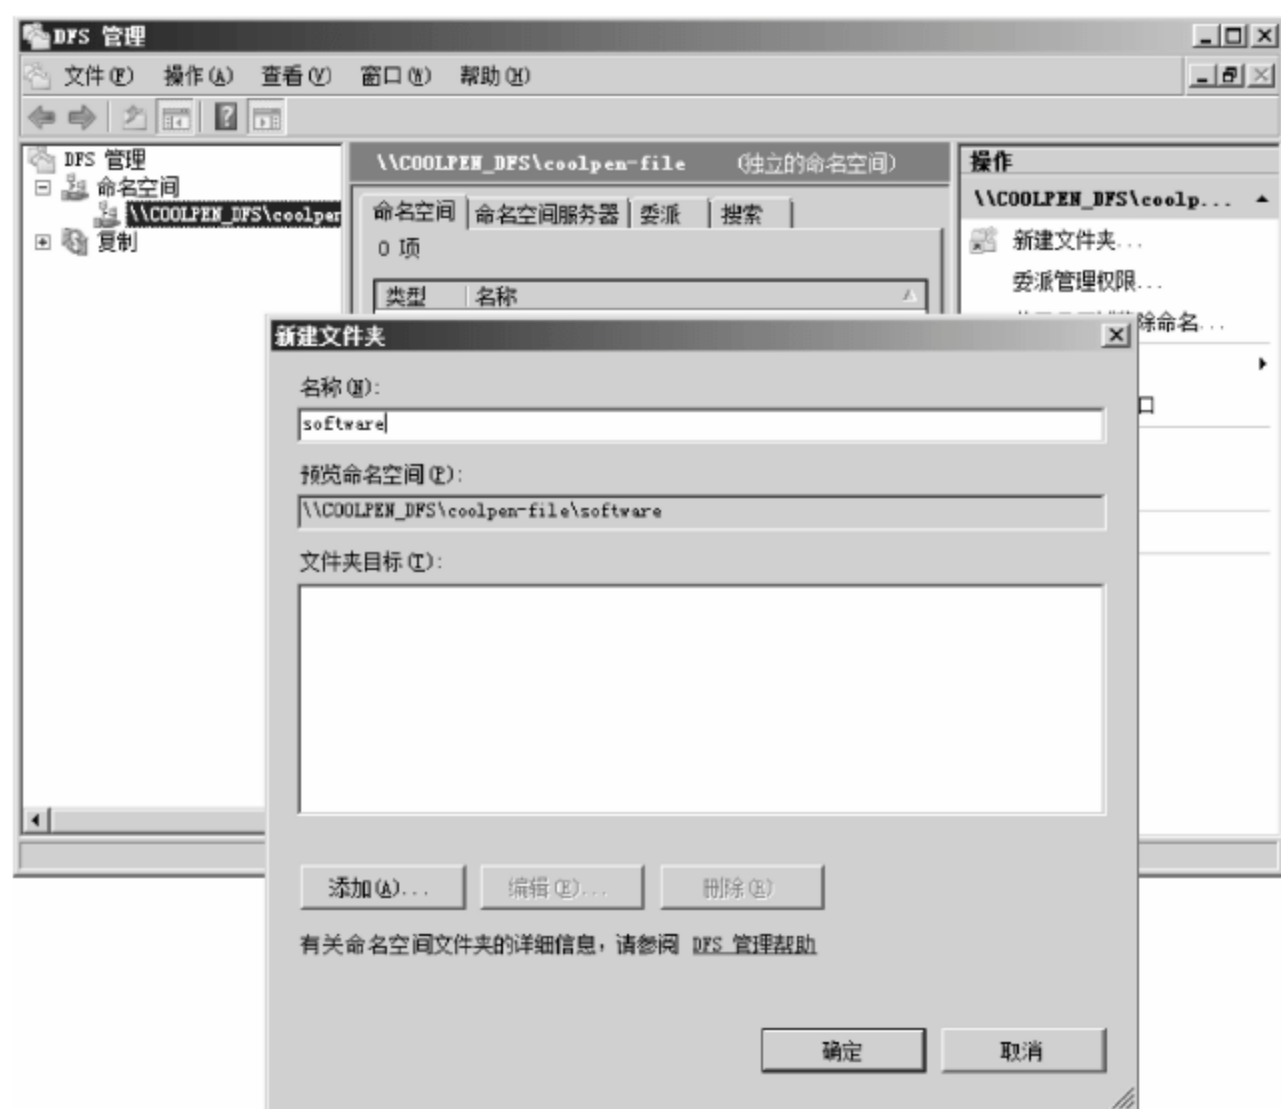 DFS 管理
文件(F) 操作(A) 查看(V) 窗口(W) 帮助(H)
DFS 管理
命名空间
\\COOLPEN_DFS\coolpen
复制
\\COOLPEN_DFS\coolpen-file (独立的命名空间)
命名空间 命名空间服务器 委派 搜索
0 项
类型 名称
操作
\\COOLPEN_DFS\coolp...
新建文件夹...
委派管理权限...
除命名...
口
新建文件夹
名称(N):
software
预览命名空间(P):
\\COOLPEN_DFS\coolpen-file\software
文件夹目标(T):
添加(A)... 编辑(E)... 删除(R)
有关命名空间文件夹的详细信息，请参阅 DFS 管理帮助
确定 取消